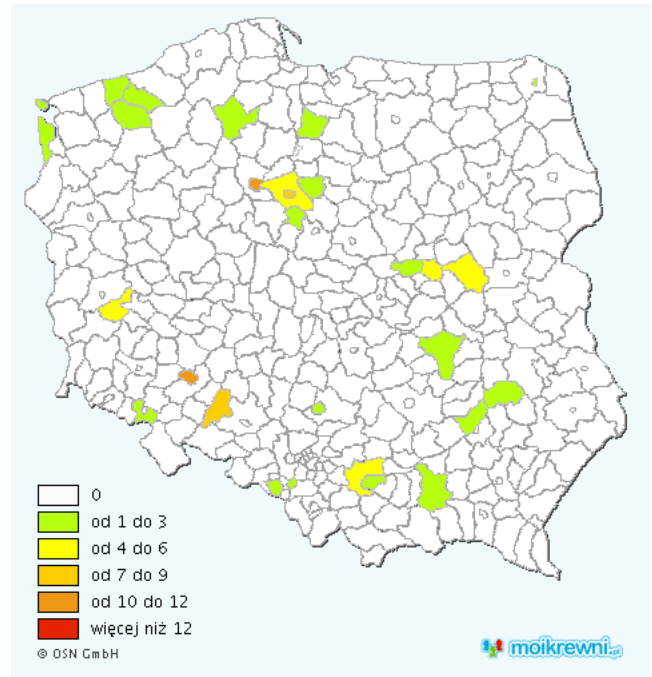 0
od 1 do 3
od 4 do 6
od 7 do 9
od 10 do 12
więcej niż 12
© OSN GmbH
moikrewni.pl